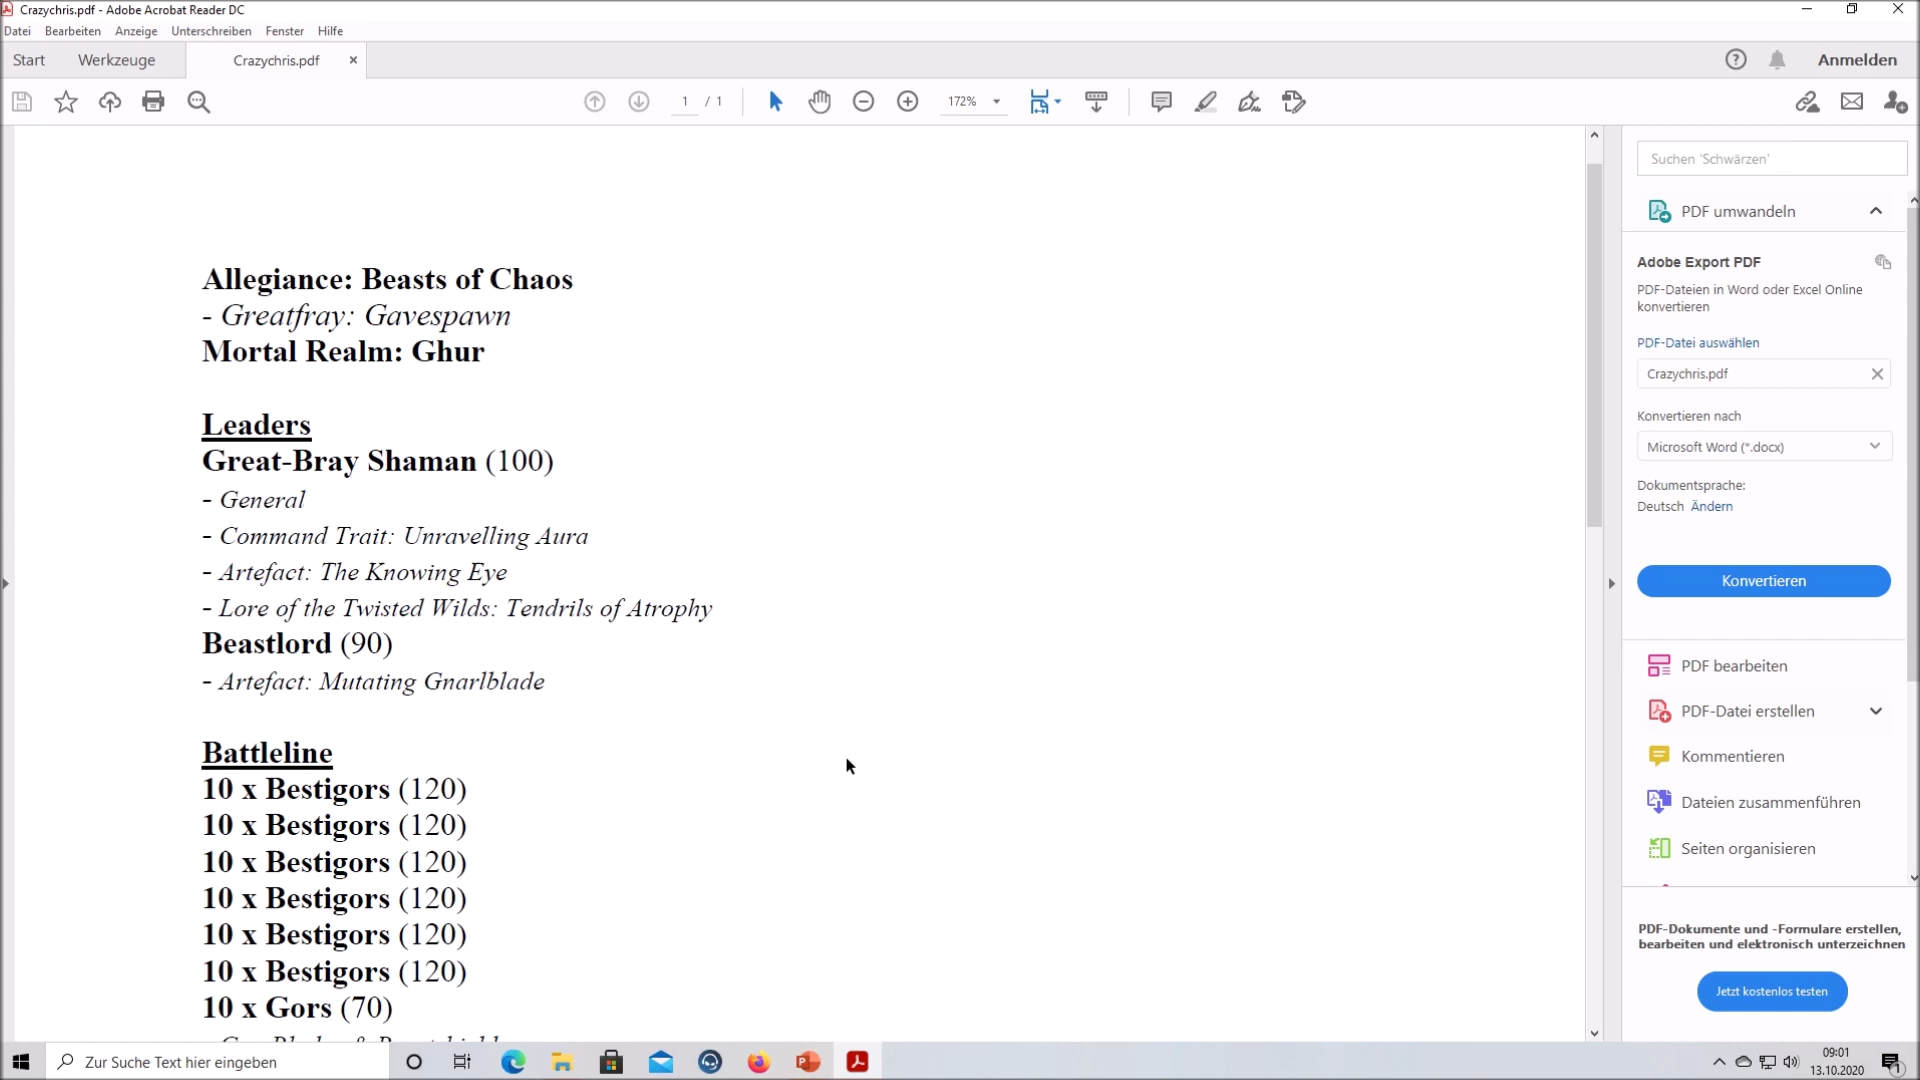 Crazychris.pdf - Adobe Acrobat Reader DC
Datei Bearbeiten Anzeige Unterschreiben Fenster Hilfe
Start Werkzeuge Crazychris.pdf Anmelden
1 / 1 172%
Allegiance: Beasts of Chaos
- Greatfray: Gavespawn
Mortal Realm: Ghur
Leaders
Great-Bray Shaman (100)
- General
- Command Trait: Unravelling Aura
- Artefact: The Knowing Eye
- Lore of the Twisted Wilds: Tendrils of Atrophy
Beastlord (90)
- Artefact: Mutating Gnarlblade
Battleline
10 x Bestigors (120)
10 x Bestigors (120)
10 x Bestigors (120)
10 x Bestigors (120)
10 x Bestigors (120)
10 x Bestigors (120)
10 x Gors (70)
Suchen 'Schwärzen'
PDF umwandeln
Adobe Export PDF
PDF-Dateien in Word oder Excel Online
konvertieren
PDF-Datei auswählen
Crazychris.pdf
Konvertieren nach
Microsoft Word (*.docx)
Dokumentsprache:
Deutsch Ändern
Konvertieren
PDF bearbeiten
PDF-Datei erstellen
Kommentieren
Dateien zusammenführen
Seiten organisieren
PDF-Dokumente und -Formulare erstellen,
bearbeiten und elektronisch unterzeichnen
Jetzt kostenlos testen
Zur Suche Text hier eingeben
09:01
13.10.2020
1